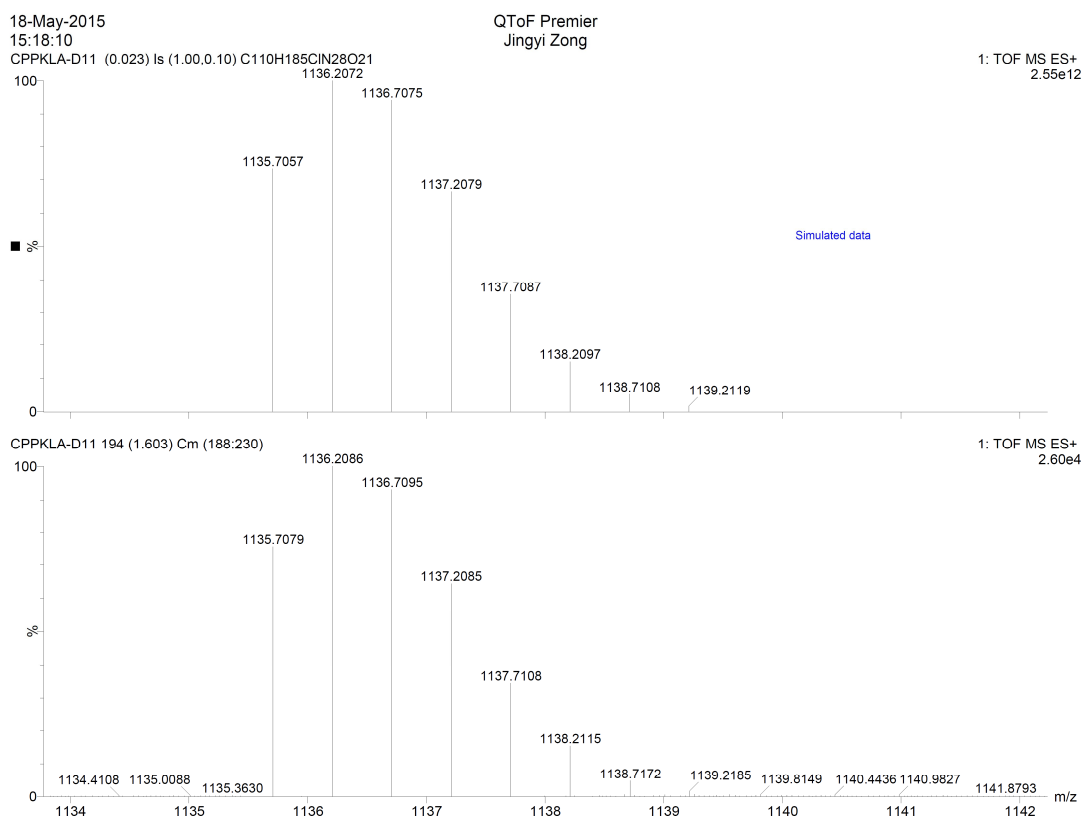 18-May-2015
QToF Premier
15:18:10
Jingyi Zong
CPPKLA-D11 (0.023) Is (1.00,0.10) C110H185ClN28O21
1: TOF MS ES+
2.55e12
100
1136.2072
1136.7075
1135.7057
1137.2079
Simulated data
%
1137.7087
1138.2097
1138.7108
1139.2119
0
CPPKLA-D11 194 (1.603) Cm (188:230)
1: TOF MS ES+
2.60e4
100
1136.2086
1136.7095
1135.7079
1137.2085
%
1137.7108
1138.2115
1134.4108 1135.0088 1135.3630 1138.7172 1139.2185 1139.8149 1140.4436 1140.9827 1141.8793
0
m/z
1134 1135 1136 1137 1138 1139 1140 1141 1142